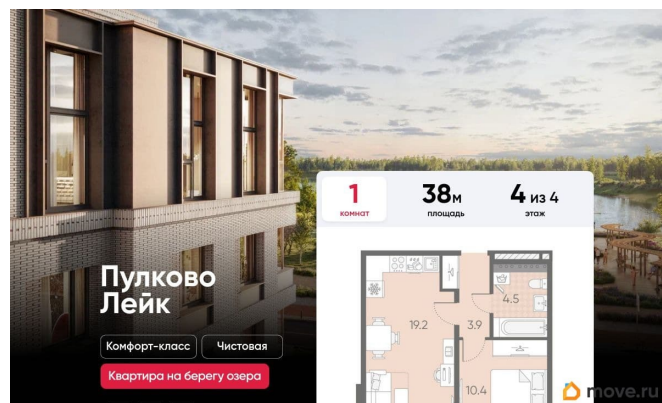 1
комнат
38м
площадь
4 из 4
этаж
Пулково
Лейк
4.5
19.2
3.9
Комфорт-класс
Чистовая
Квартира на берегу озера
10.4
move.ru